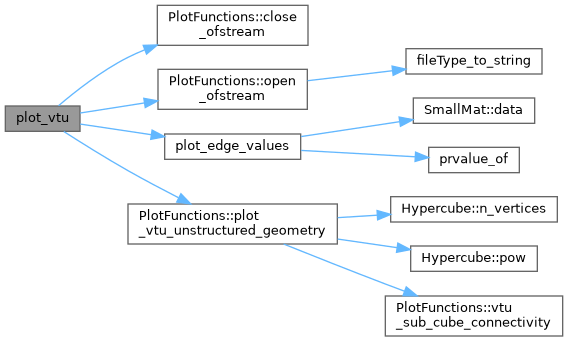 plot_vtu
PlotFunctions::close
_ofstream
PlotFunctions::open
_ofstream
fileType_to_string
plot_edge_values
SmallMat::data
prvalue_of
PlotFunctions::plot
_vtu_unstructured_geometry
Hypercube::n_vertices
Hypercube::pow
PlotFunctions::vtu
_sub_cube_connectivity